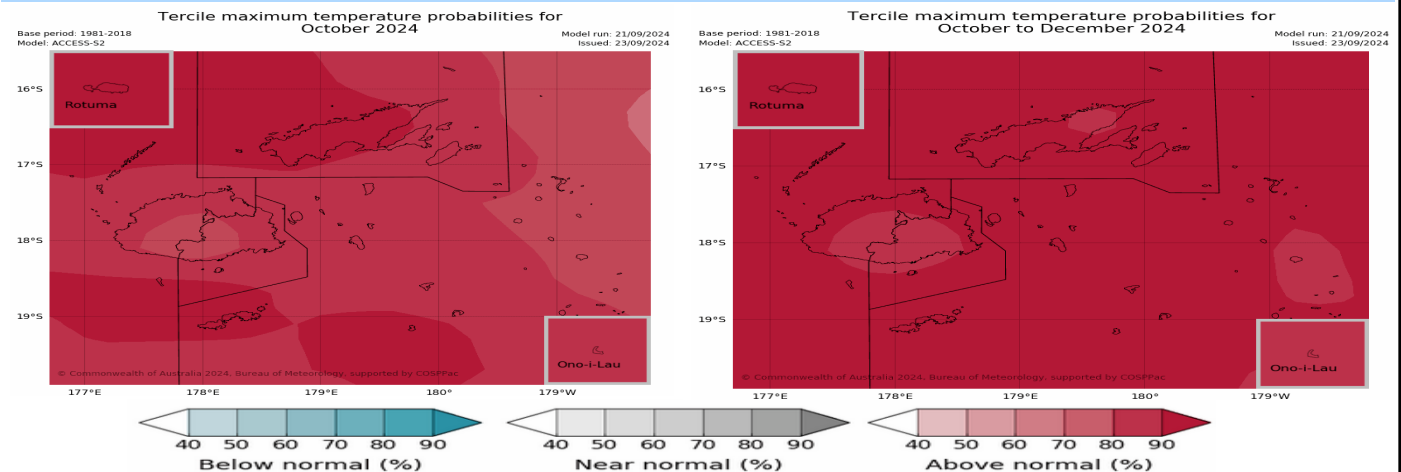 Tercile maximum temperature probabilities for
October 2024
Base period: 1981-2018
Model: ACCESS-S2
Model run: 21/09/2024
Issued: 23/09/2024
Rotuma
16°S
17°S
18°S
19°S
Ono-i-Lau
© Commonwealth of Australia 2024. Bureau of Meteorology, supported by COSPPac
177°E 178°E 179°E 180° 179°W
Tercile maximum temperature probabilities for
October to December 2024
Base period: 1981-2018
Model: ACCESS-S2
Model run: 21/09/2024
Issued: 23/09/2024
Rotuma
16°S
17°S
18°S
19°S
Ono-i-Lau
© Commonwealth of Australia 2024. Bureau of Meteorology, supported by COSPPac
177°E 178°E 179°E 180° 179°W
40 50 60 70 80 90
Below normal (%)
40 50 60 70 80 90
Near normal (%)
40 50 60 70 80 90
Above normal (%)